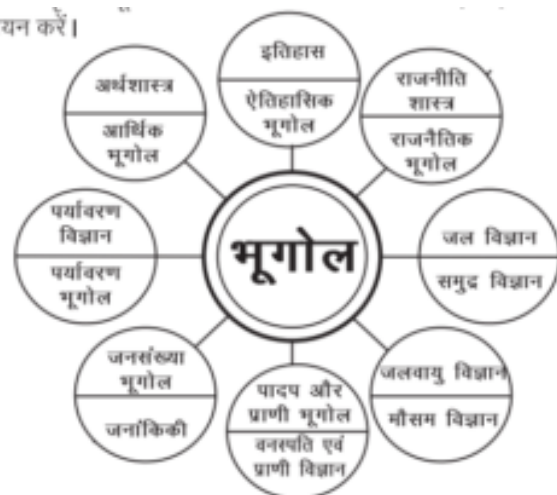 यन करें।
इतिहास
ऐतिहासिक
भूगोल
राजनीति
शास्त्र
राजनैतिक
भूगोल
जल विज्ञान
समुद्र विज्ञान
जलवायु विज्ञान
मौसम विज्ञान
पादप और
प्राणी भूगोल
वनस्पति एवं
प्राणी विज्ञान
जनसंख्या
भूगोल
जनांकिकी
पर्यावरण
विज्ञान
पर्यावरण
भूगोल
अर्थशास्त्र
आर्थिक
भूगोल
भूगोल